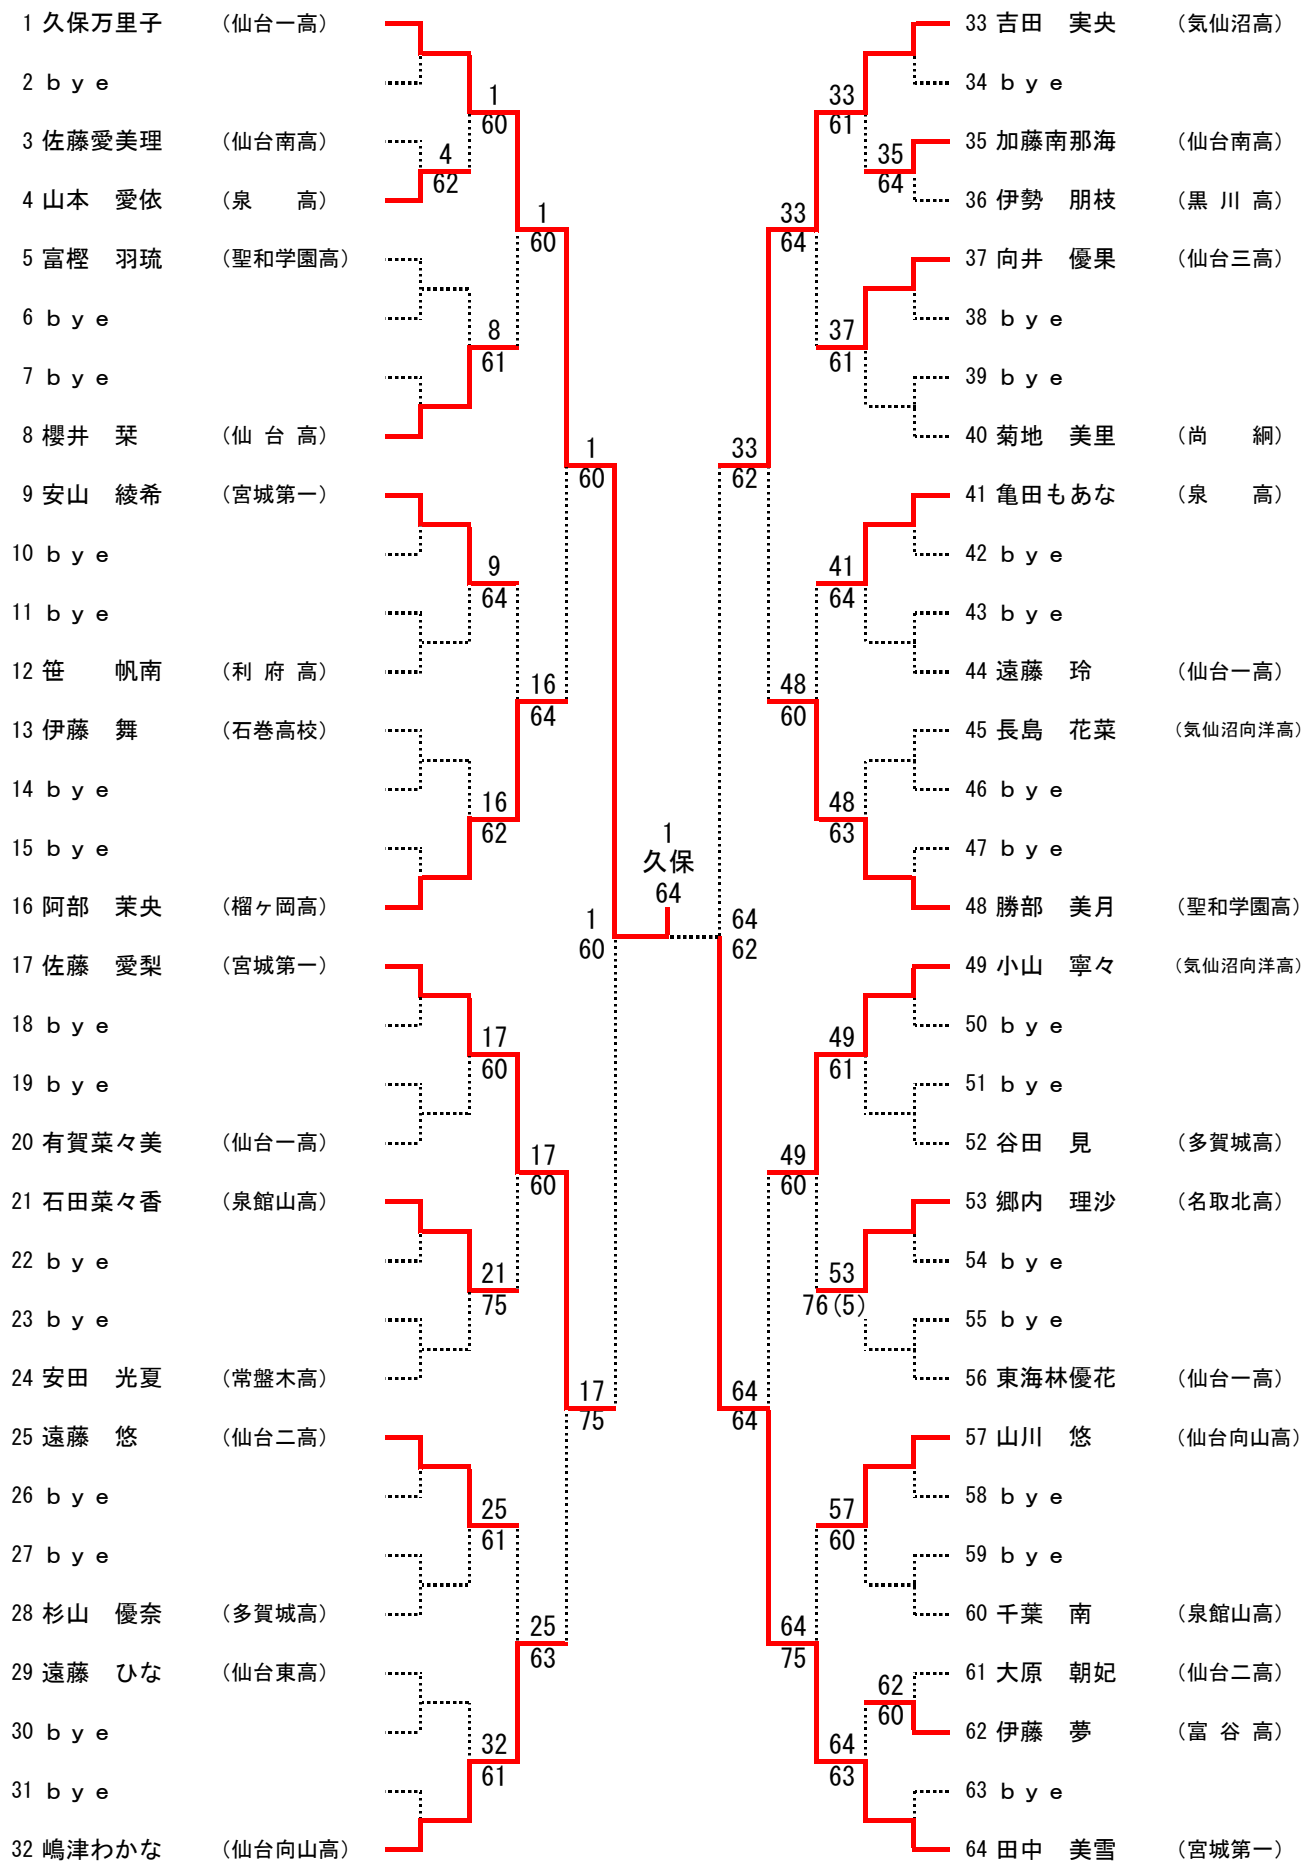 1 久保万里子 （仙台一高）
2 ｂｙｅ
3 佐藤愛美理 （仙台南高）
4 山本　愛依 （泉　　高）
5 富樫　羽琉 （聖和学園高）
6 ｂｙｅ
7 ｂｙｅ
8 櫻井　栞 （仙 台 高）
9 安山　綾希 （宮城第一）
10 ｂｙｅ
11 ｂｙｅ
12 笹　　帆南 （利 府 高）
13 伊藤　舞 （石巻高校）
14 ｂｙｅ
15 ｂｙｅ
16 阿部　茉央 （榴ヶ岡高）
17 佐藤　愛梨 （宮城第一）
18 ｂｙｅ
19 ｂｙｅ
20 有賀菜々美 （仙台一高）
21 石田菜々香 （泉館山高）
22 ｂｙｅ
23 ｂｙｅ
24 安田　光夏 （常盤木高）
25 遠藤　悠 （仙台二高）
26 ｂｙｅ
27 ｂｙｅ
28 杉山　優奈 （多賀城高）
29 遠藤　ひな （仙台東高）
30 ｂｙｅ
31 ｂｙｅ
32 嶋津わかな （仙台向山高）
4
62
1
60
8
61
9
64
16
62
17
60
21
75
25
61
32
61
1
60
16
64
17
60
25
63
1
60
17
75
1
60
1
久保
64
64
62
33
62
64
64
33
64
48
60
49
60
64
75
33
61
37
61
41
64
48
63
49
61
53
76(5)
57
60
64
63
35
64
62
60
33 吉田　実央 （気仙沼高）
34 ｂｙｅ
35 加藤南那海 （仙台南高）
36 伊勢　朋枝 （黒 川 高）
37 向井　優果 （仙台三高）
38 ｂｙｅ
39 ｂｙｅ
40 菊地　美里 （尚　　絅）
41 亀田もあな （泉　　高）
42 ｂｙｅ
43 ｂｙｅ
44 遠藤　玲 （仙台一高）
45 長島　花菜 （気仙沼向洋高）
46 ｂｙｅ
47 ｂｙｅ
48 勝部　美月 （聖和学園高）
49 小山　寧々 （気仙沼向洋高）
50 ｂｙｅ
51 ｂｙｅ
52 谷田　見 （多賀城高）
53 郷内　理沙 （名取北高）
54 ｂｙｅ
55 ｂｙｅ
56 東海林優花 （仙台一高）
57 山川　悠 （仙台向山高）
58 ｂｙｅ
59 ｂｙｅ
60 千葉　南 （泉館山高）
61 大原　朝妃 （仙台二高）
62 伊藤　夢 （富 谷 高）
63 ｂｙｅ
64 田中　美雪 （宮城第一）